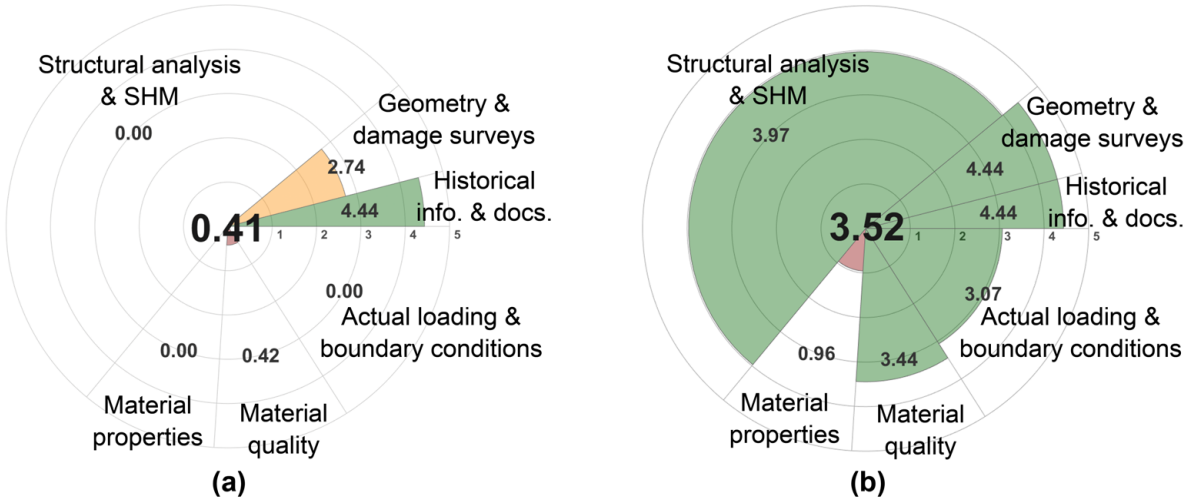 Structural analysis
& SHM
0.00
Geometry &
damage surveys
2.74
Historical
info. & docs.
4.44
0.41
1 2 3 4 5
0.00
Actual loading &
boundary conditions
0.00
0.42
Material
properties
Material
quality
(a)
Structural analysis
& SHM
3.97
Geometry &
damage surveys
4.44
Historical
info. & docs.
4.44
3.52
1 2 3 4 5
3.07
Actual loading &
boundary conditions
0.96
3.44
Material
properties
Material
quality
(b)